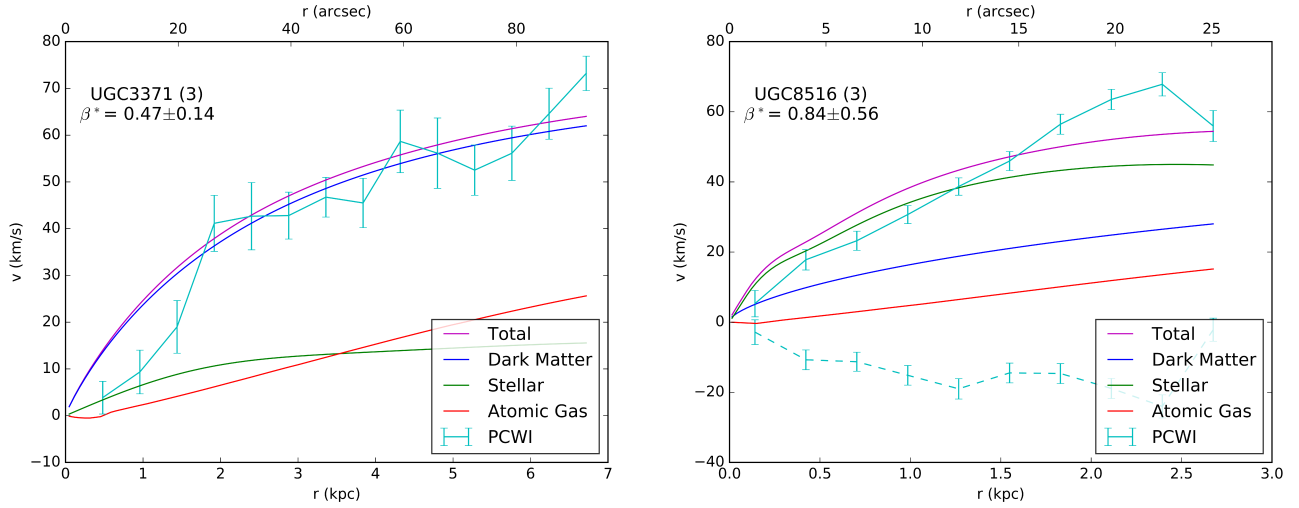 r (arcsec)
0 20 40 60 80
80
70
60
50
40
30
20
10
0
−10
v (km/s)
UGC3371 (3)
β* = 0.47±0.14
Total
Dark Matter
Stellar
Atomic Gas
PCWI
0 1 2 3 4 5 6 7
r (kpc)
r (arcsec)
0 5 10 15 20 25
80
60
40
20
0
−20
−40
v (km/s)
UGC8516 (3)
β* = 0.84±0.56
Total
Dark Matter
Stellar
Atomic Gas
PCWI
0.0 0.5 1.0 1.5 2.0 2.5 3.0
r (kpc)